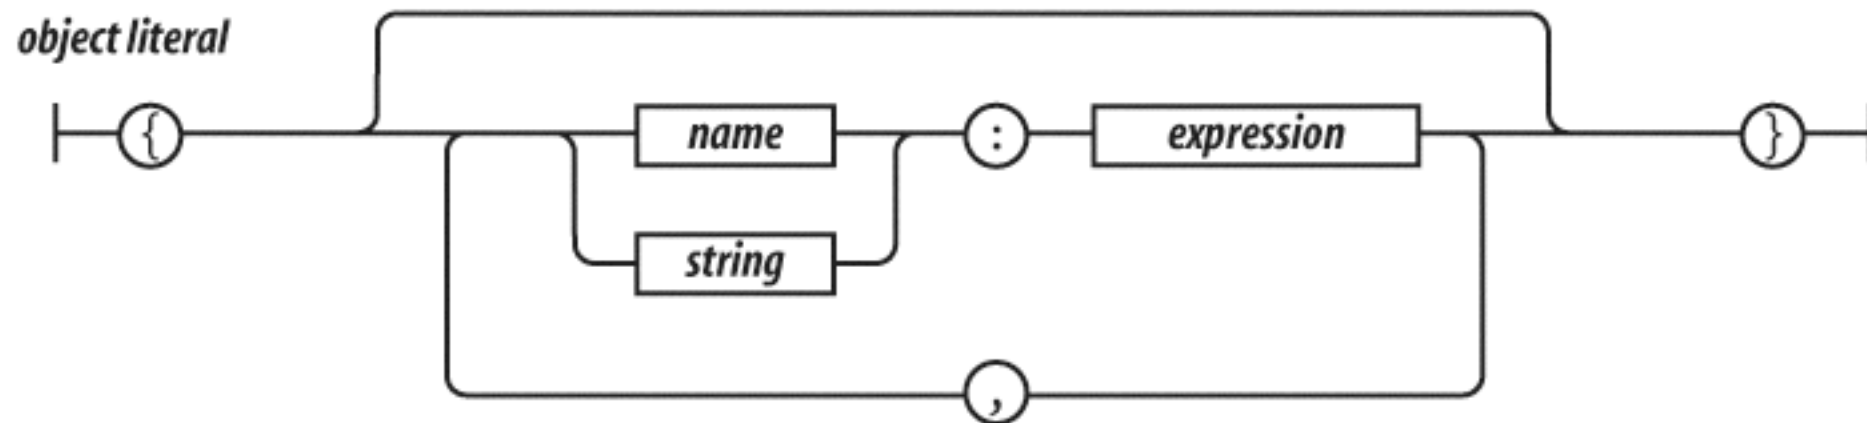 object literal
{ name : expression }
string
,